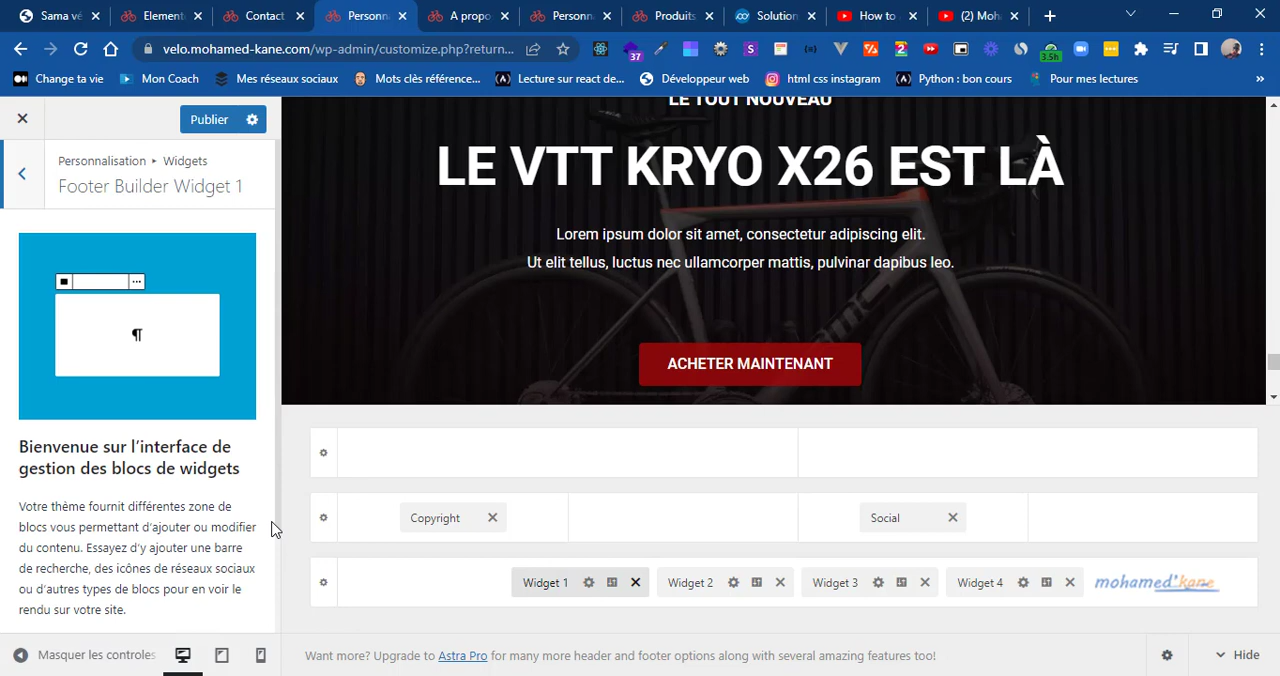 Sama vé
Element
Contact
Personna
A propo
Personn
Produits
Solution
How to
(2) Moh
velo.mohamed-kane.com/wp-admin/customize.php?return...
37
S
2
3.5h
Change ta vie
Mon Coach
Mes réseaux sociaux
Mots clés référence...
Lecture sur react de...
Développeur web
html css instagram
Python : bon cours
Pour mes lectures
»
Publier
Personnalisation ▸ Widgets
Footer Builder Widget 1
¶
Bienvenue sur l’interface de
gestion des blocs de widgets
Votre thème fournit différentes zone de
blocs vous permettant d’ajouter ou modifier
du contenu. Essayez d’y ajouter une barre
de recherche, des icônes de réseaux sociaux
ou d’autres types de blocs pour en voir le
rendu sur votre site.
Masquer les controles
LE TOUT NOUVEAU
LE VTT KRYO X26 EST LÀ
Lorem ipsum dolor sit amet, consectetur adipiscing elit.
Ut elit tellus, luctus nec ullamcorper mattis, pulvinar dapibus leo.
ACHETER MAINTENANT
Copyright
Social
Widget 1
Widget 2
Widget 3
Widget 4
mohamed'kane
Want more? Upgrade to Astra Pro for many more header and footer options along with several amazing features too!
Hide